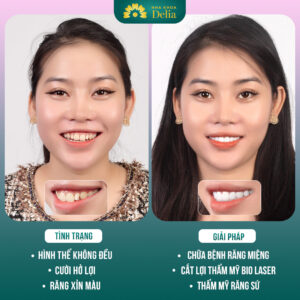 NHA KHOA
Delia
TÌNH TRẠNG
• HÌNH THỂ KHÔNG ĐỀU
• CƯỜI HỞ LỢI
• RĂNG XỈN MÀU
GIẢI PHÁP
• CHỮA BỆNH RĂNG MIỆNG
• CẮT LỢI THẨM MỸ BIO LASER
• THẨM MỸ RĂNG SỨ